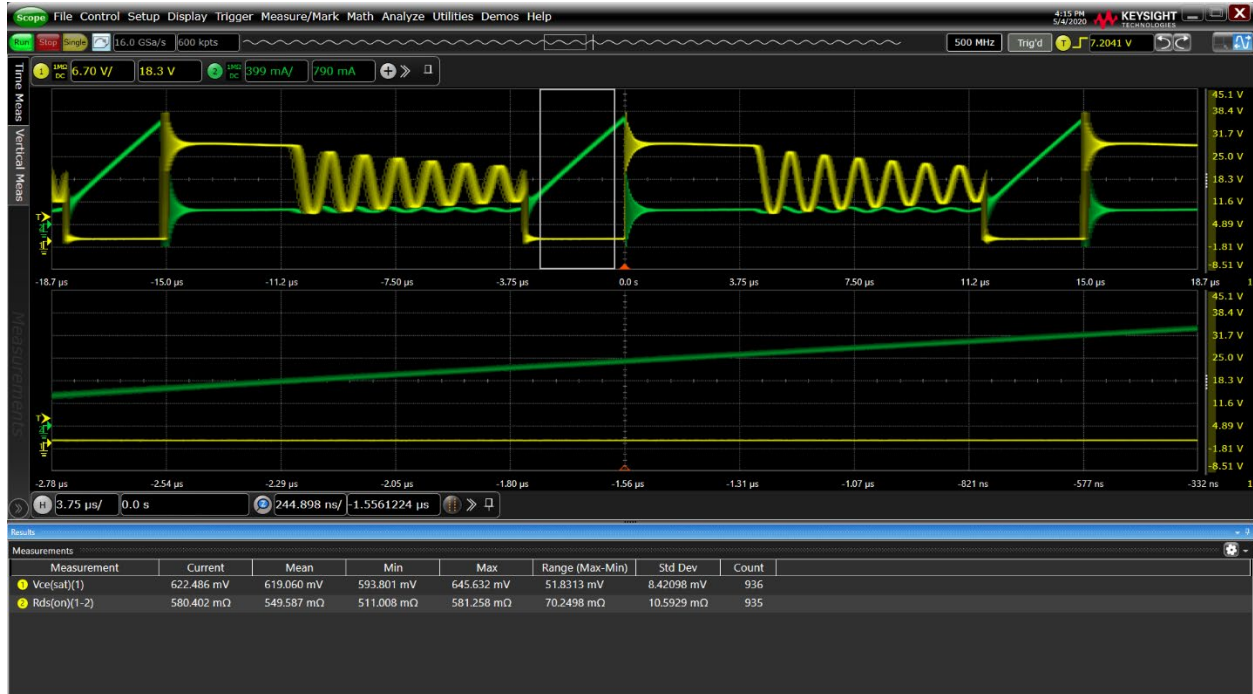 Scope File Control Setup Display Trigger Measure/Mark Math Analyze Utilities Demos Help
4:15 PM
5/4/2020
KEYSIGHT
TECHNOLOGIES
Run Stop Single 16.0 GSa/s 600 kpts 500 MHz Trig'd T 7.2041 V
1 1MΩ DC 6.70 V/ 18.3 V 2 1MΩ DC 399 mA/ 790 mA
Time Meas
Vertical Meas
Measurements
45.1 V
38.4 V
31.7 V
25.0 V
18.3 V
11.6 V
4.89 V
-1.81 V
-8.51 V
T
-18.7 µs -15.0 µs -11.2 µs -7.50 µs -3.75 µs 0.0 s 3.75 µs 7.50 µs 11.2 µs 15.0 µs 18.7 µs 1
45.1 V
38.4 V
31.7 V
25.0 V
18.3 V
11.6 V
4.89 V
-1.81 V
-8.51 V
T
-2.78 µs -2.54 µs -2.29 µs -2.05 µs -1.80 µs -1.56 µs -1.31 µs -1.07 µs -821 ns -577 ns -332 ns 1
H 3.75 µs/ 0.0 s Z 244.898 ns/ -1.5561224 µs
Results
Measurements
Measurement Current Mean Min Max Range (Max-Min) Std Dev Count
1 Vce(sat)(1) 622.486 mV 619.060 mV 593.801 mV 645.632 mV 51.8313 mV 8.42098 mV 936
2 Rds(on)(1-2) 580.402 mΩ 549.587 mΩ 511.008 mΩ 581.258 mΩ 70.2498 mΩ 10.5929 mΩ 935